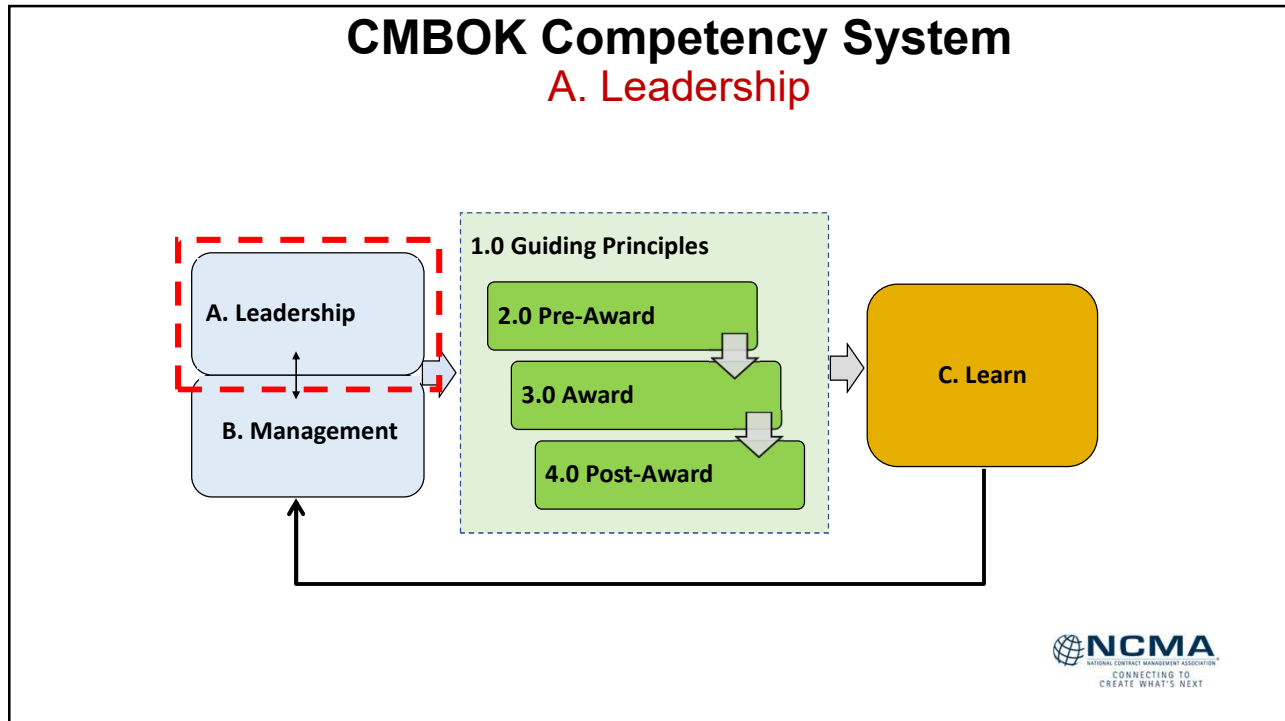 CMBOK Competency System
A. Leadership
1.0 Guiding Principles
A. Leadership
2.0 Pre-Award
3.0 Award
C. Learn
B. Management
4.0 Post-Award
NCMA
NATIONAL CONTRACT MANAGEMENT ASSOCIATION
CONNECTING TO
CREATE WHAT'S NEXT